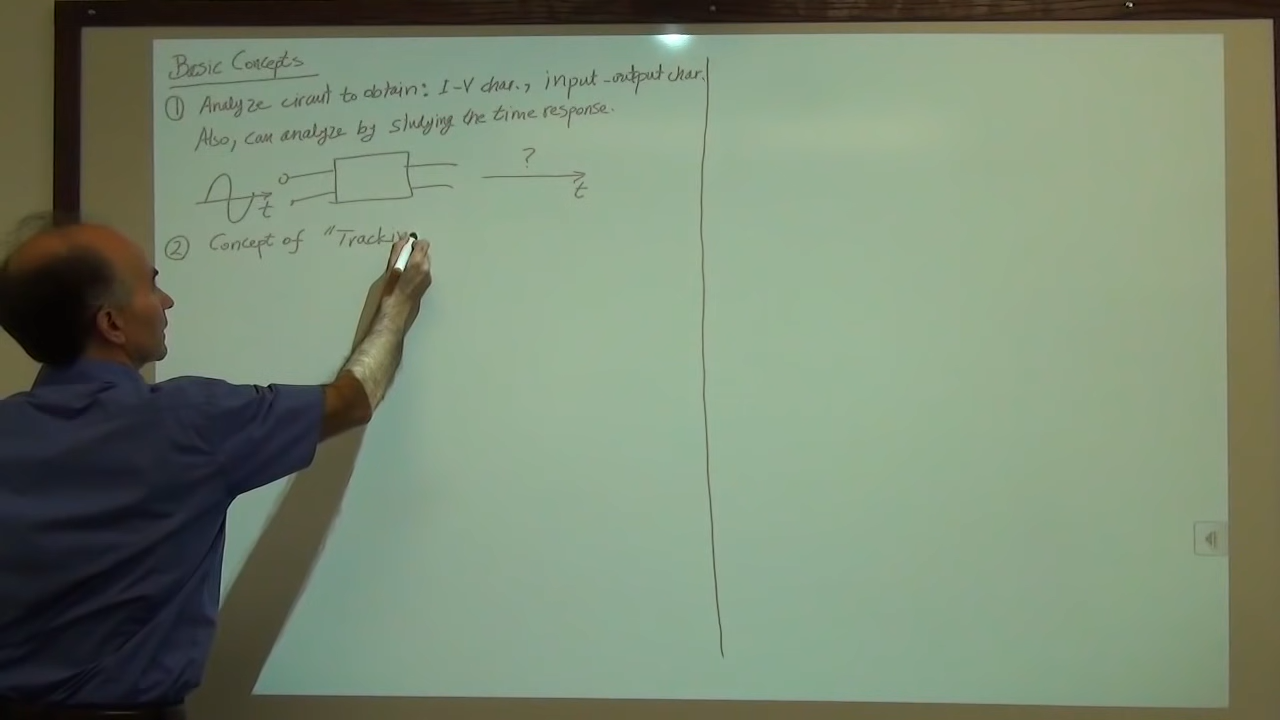 Basic Concepts
① Analyze circuit to obtain: I-V char., input-output char.
Also, can analyze by studying the time response.
?
t
t
② Concept of "Trackin